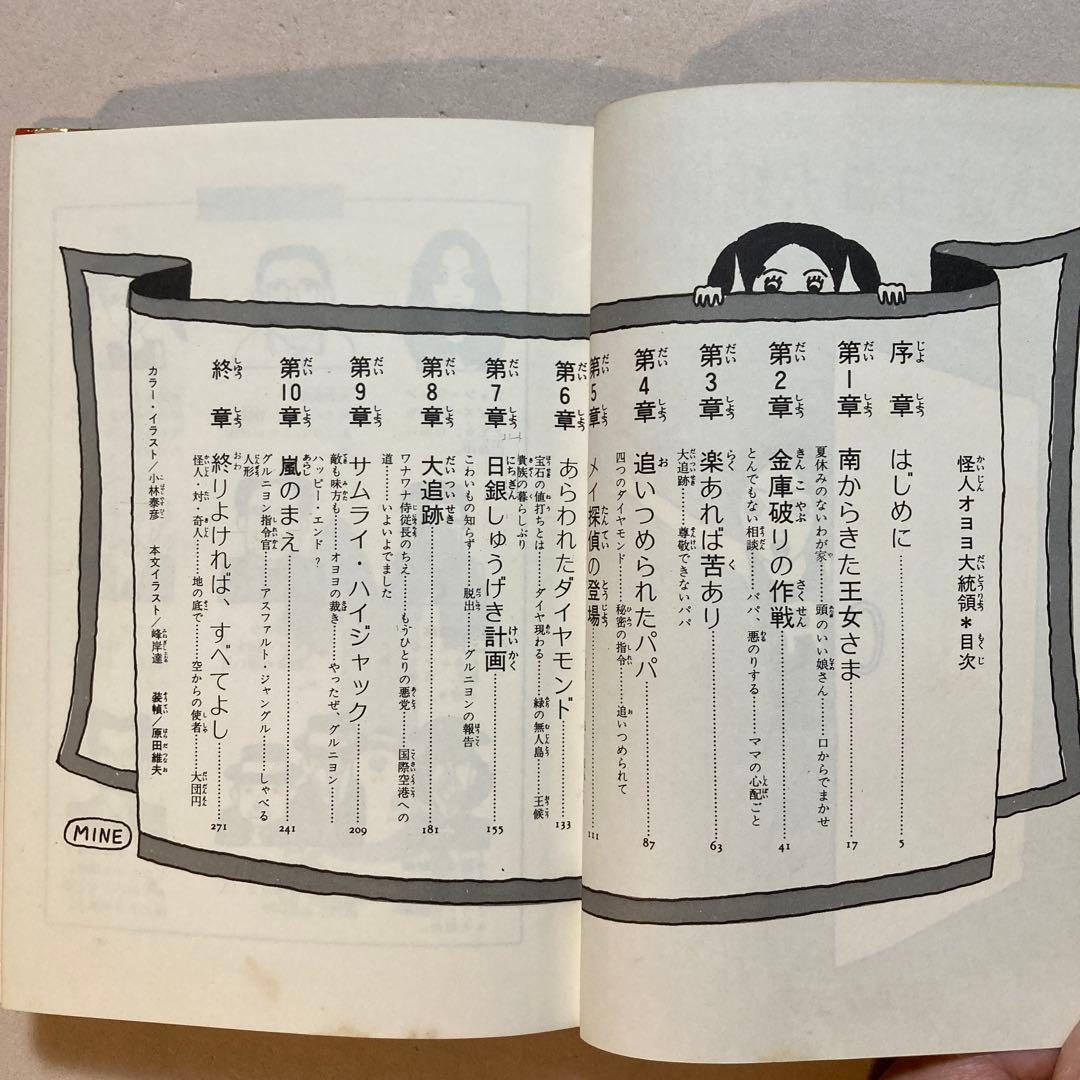 怪人オヨヨ大統領＊目次
序章 はじめに 5
第1章 南からきた王女さま 17
夏休みのないわが家……頭のいい娘さん……口からでまかせ
第2章 金庫破りの作戦 41
とんでもない相談……パパ、悪のりする……ママの心配ごと
第3章 楽あれば苦あり 63
大追跡……尊敬できないパパ
第4章 追いつめられたパパ 87
四つのダイヤモンド……秘密の指令……追いつめられて
第5章 メイ探偵の登場 111
第6章 あらわれたダイヤモンド 133
宝石の値打ちとは……ダイヤ現わる……緑の無人島……王候
貴族の暮らしぶり
第7章 日銀しゅうげき計画 155
こわいもの知らず……脱出……グルニヨンの報告
第8章 大追跡 181
ワナワナ侍従長のちえ……もうひとりの悪党……国際空港への
道……いよいよでました
第9章 サムライ・ハイジャック 209
敵も味方も……オヨヨの裁き……やったぜ、グルニヨン……
ハッピー・エンド？
第10章 嵐のまえ 241
グルニヨン指令官……アスファルト・ジャングル……しゃべる
人形
終章 終りよければ、すべてよし 271
怪人・対・奇人……地の底で……空からの使者……大団円
カラー・イラスト／小林泰彦 本文イラスト／峰岸達 装幀／原田維夫
MINE